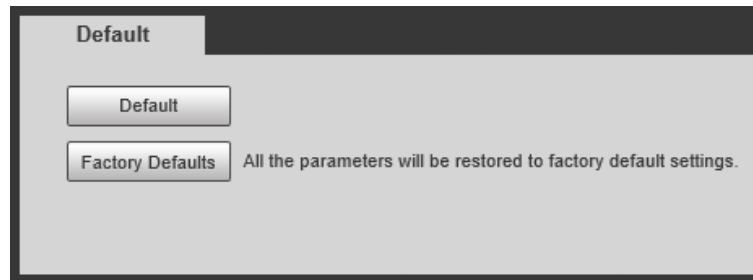 Default
Default
Factory Defaults All the parameters will be restored to factory default settings.